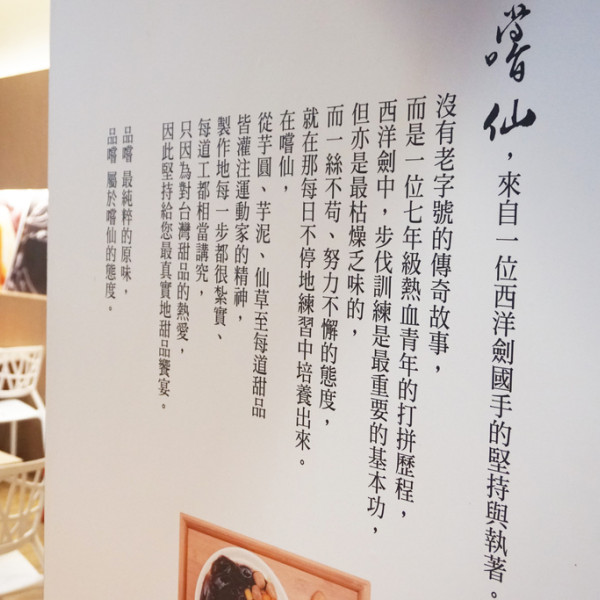 嚐仙，來自一位西洋劍國手的堅持與執著。
沒有老字號的傳奇故事，
而是一位七年級熱血青年的打拼歷程，
西洋劍中，步伐訓練是最重要的基本功，
但亦是最枯燥乏味的，
而一絲不苟、努力不懈的態度，
就在那每日不停地練習中培養出來。
在嚐仙，
從芋圓、芋泥、仙草至每道甜品
皆灌注運動家的精神，
製作地每一步都很紮實、
每道工都相當講究，
只因為對台灣甜品的熱愛，
因此堅持給您最真實地甜品饗宴。
品嚐 最純粹的原味，
品嚐 屬於嚐仙的態度。